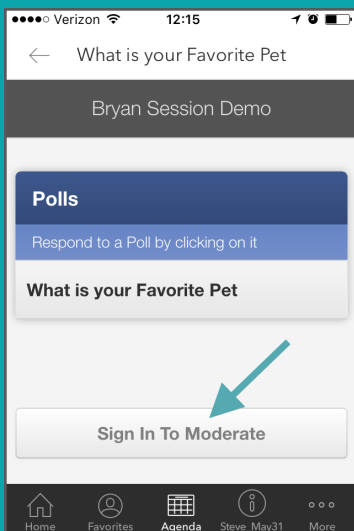 Verizon 12:15
What is your Favorite Pet
Bryan Session Demo
Polls
Respond to a Poll by clicking on it
What is your Favorite Pet
Sign In To Moderate
Home Favorites Agenda Steve May31 More